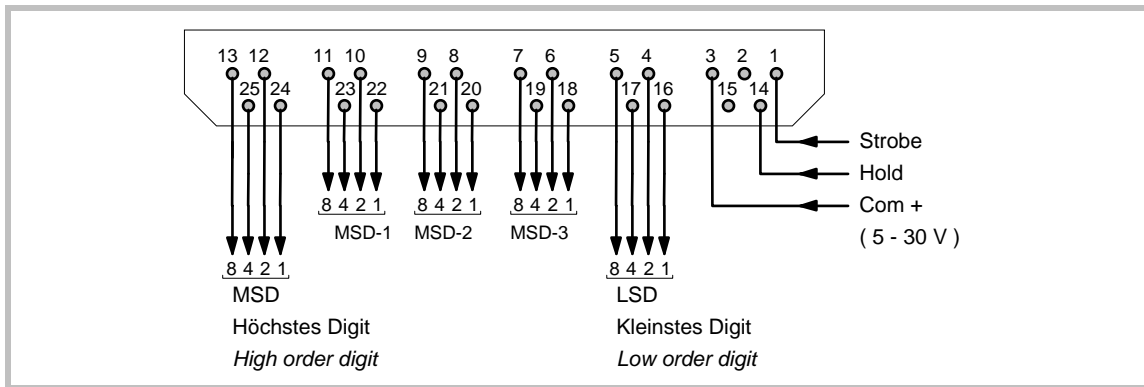 13 12 11 10 9 8 7 6 5 4 3 2 1
25 24 23 22 21 20 19 18 17 16 15 14
Strobe
Hold
Com +
( 5 - 30 V )
8 4 2 1 8 4 2 1 8 4 2 1
MSD-1 MSD-2 MSD-3
8 4 2 1 8 4 2 1
MSD LSD
Höchstes Digit Kleinstes Digit
High order digit Low order digit